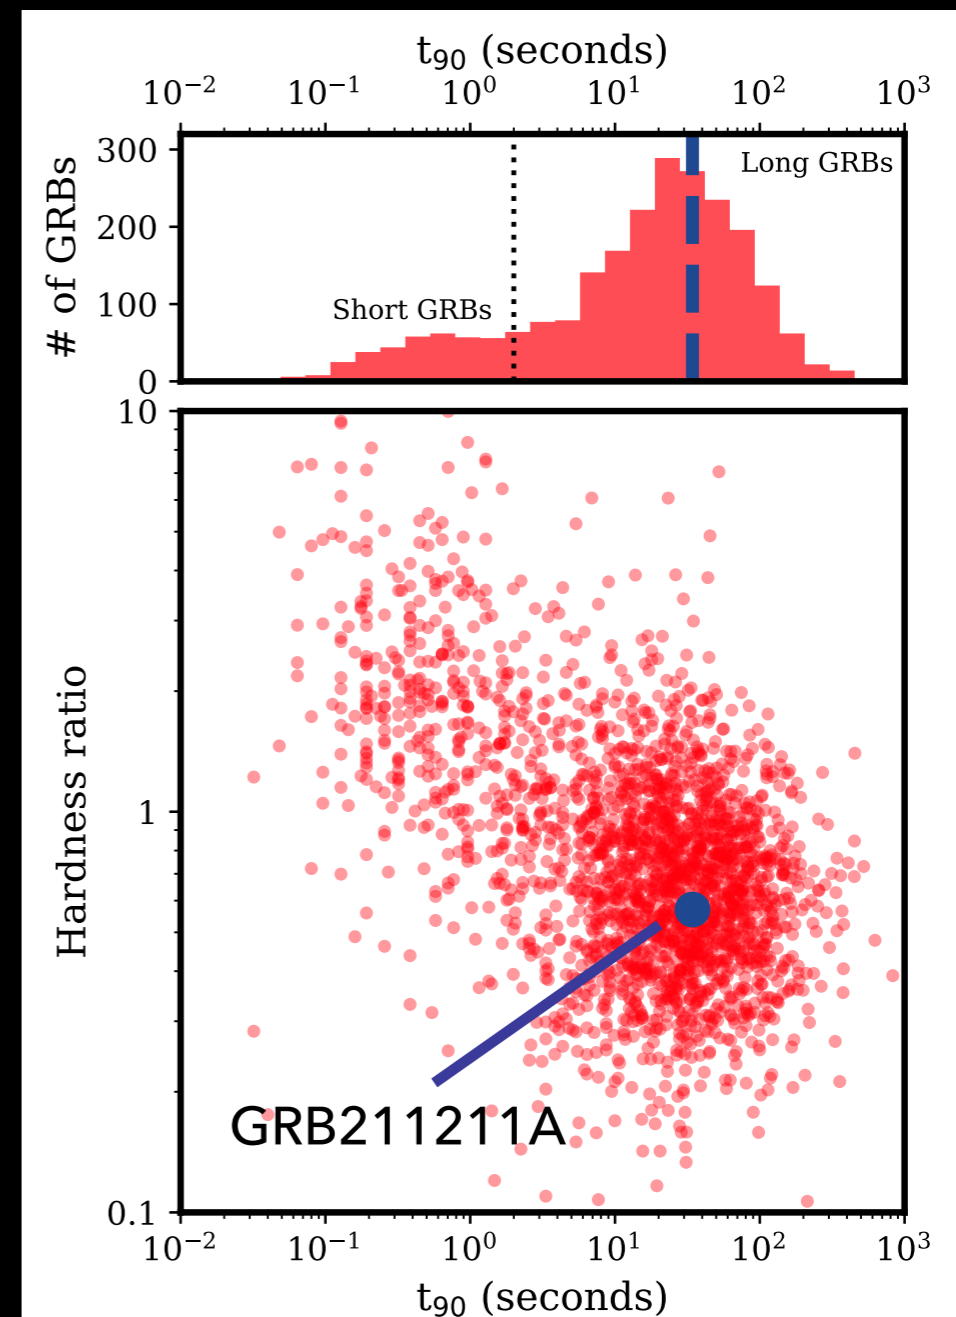 t₉₀ (seconds)
10⁻² 10⁻¹ 10⁰ 10¹ 10² 10³
# of GRBs
300
200
100
0
Long GRBs
Short GRBs
Hardness ratio
10
1
0.1
GRB211211A
10⁻² 10⁻¹ 10⁰ 10¹ 10² 10³
t₉₀ (seconds)